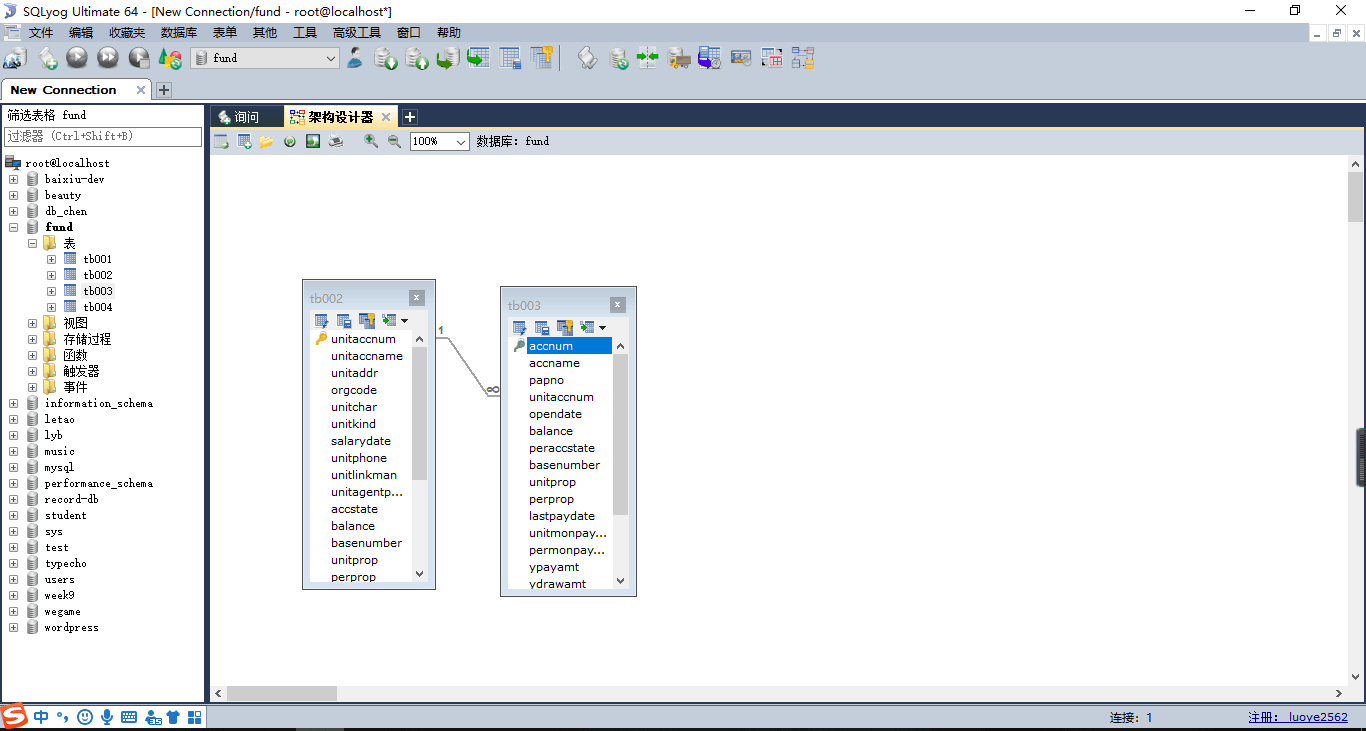 SQLyog Ultimate 64 - [New Connection/fund - root@localhost*]
文件 编辑 收藏夹 数据库 表单 其他 工具 高级工具 窗口 帮助
fund
New Connection
筛选表格 fund
过滤器 (Ctrl+Shift+B)
root@localhost
baixiu-dev
beauty
db_chen
fund
表
tb001
tb002
tb003
tb004
视图
存储过程
函数
触发器
事件
information_schema
letao
lyb
music
mysql
performance_schema
record-db
student
sys
test
typecho
users
week9
wegame
wordpress
询问 架构设计器
100% 数据库: fund
tb002
unitaccnum
unitaccname
unitaddr
orgcode
unitchar
unitkind
salarydate
unitphone
unitlinkman
unitagentp...
accstate
balance
basenumber
unitprop
perprop
1
∞
tb003
accnum
accname
papno
unitaccnum
opendate
balance
peraccstate
basenumber
unitprop
perprop
lastpaydate
unitmonpay...
permonpay...
ypayamt
ydrawamt
中
连接: 1
注册: luoye2562